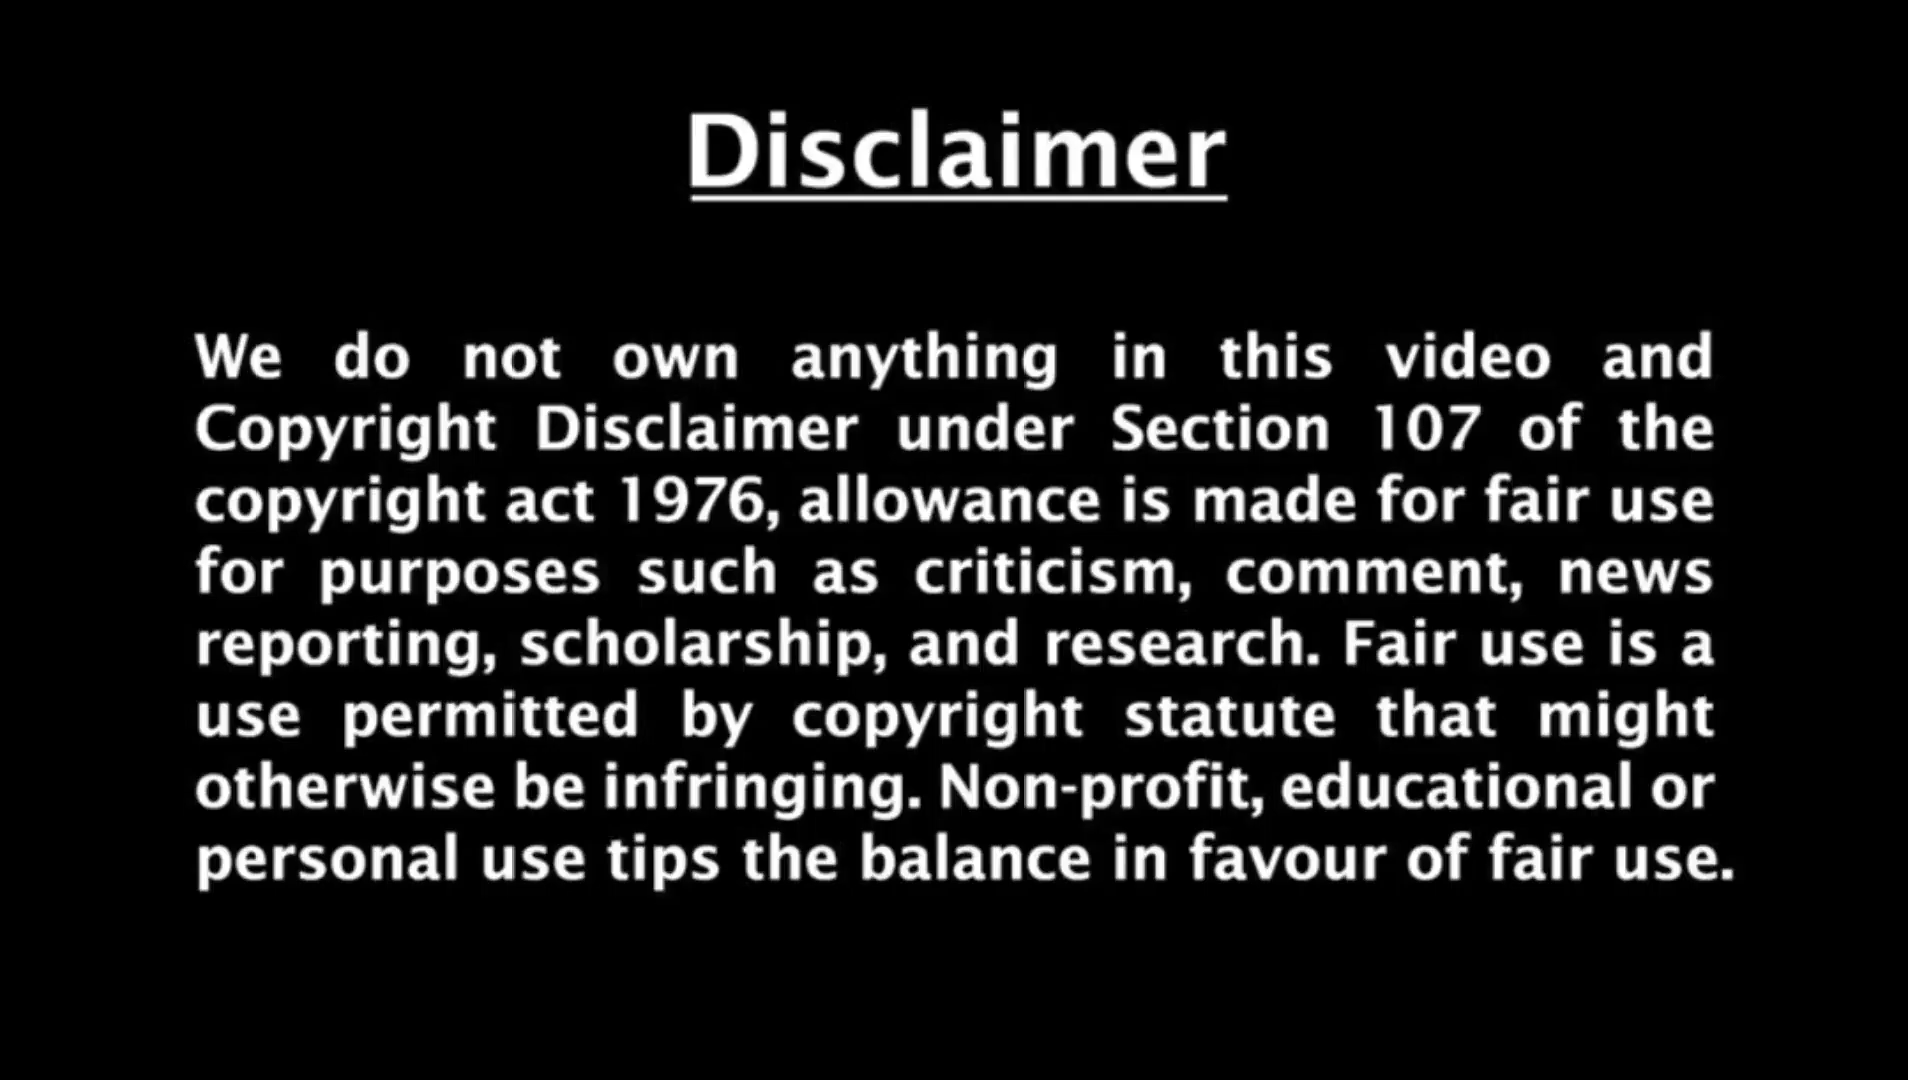 Disclaimer
We do not own anything in this video and
Copyright Disclaimer under Section 107 of the
copyright act 1976, allowance is made for fair use
for purposes such as criticism, comment, news
reporting, scholarship, and research. Fair use is a
use permitted by copyright statute that might
otherwise be infringing. Non-profit, educational or
personal use tips the balance in favour of fair use.